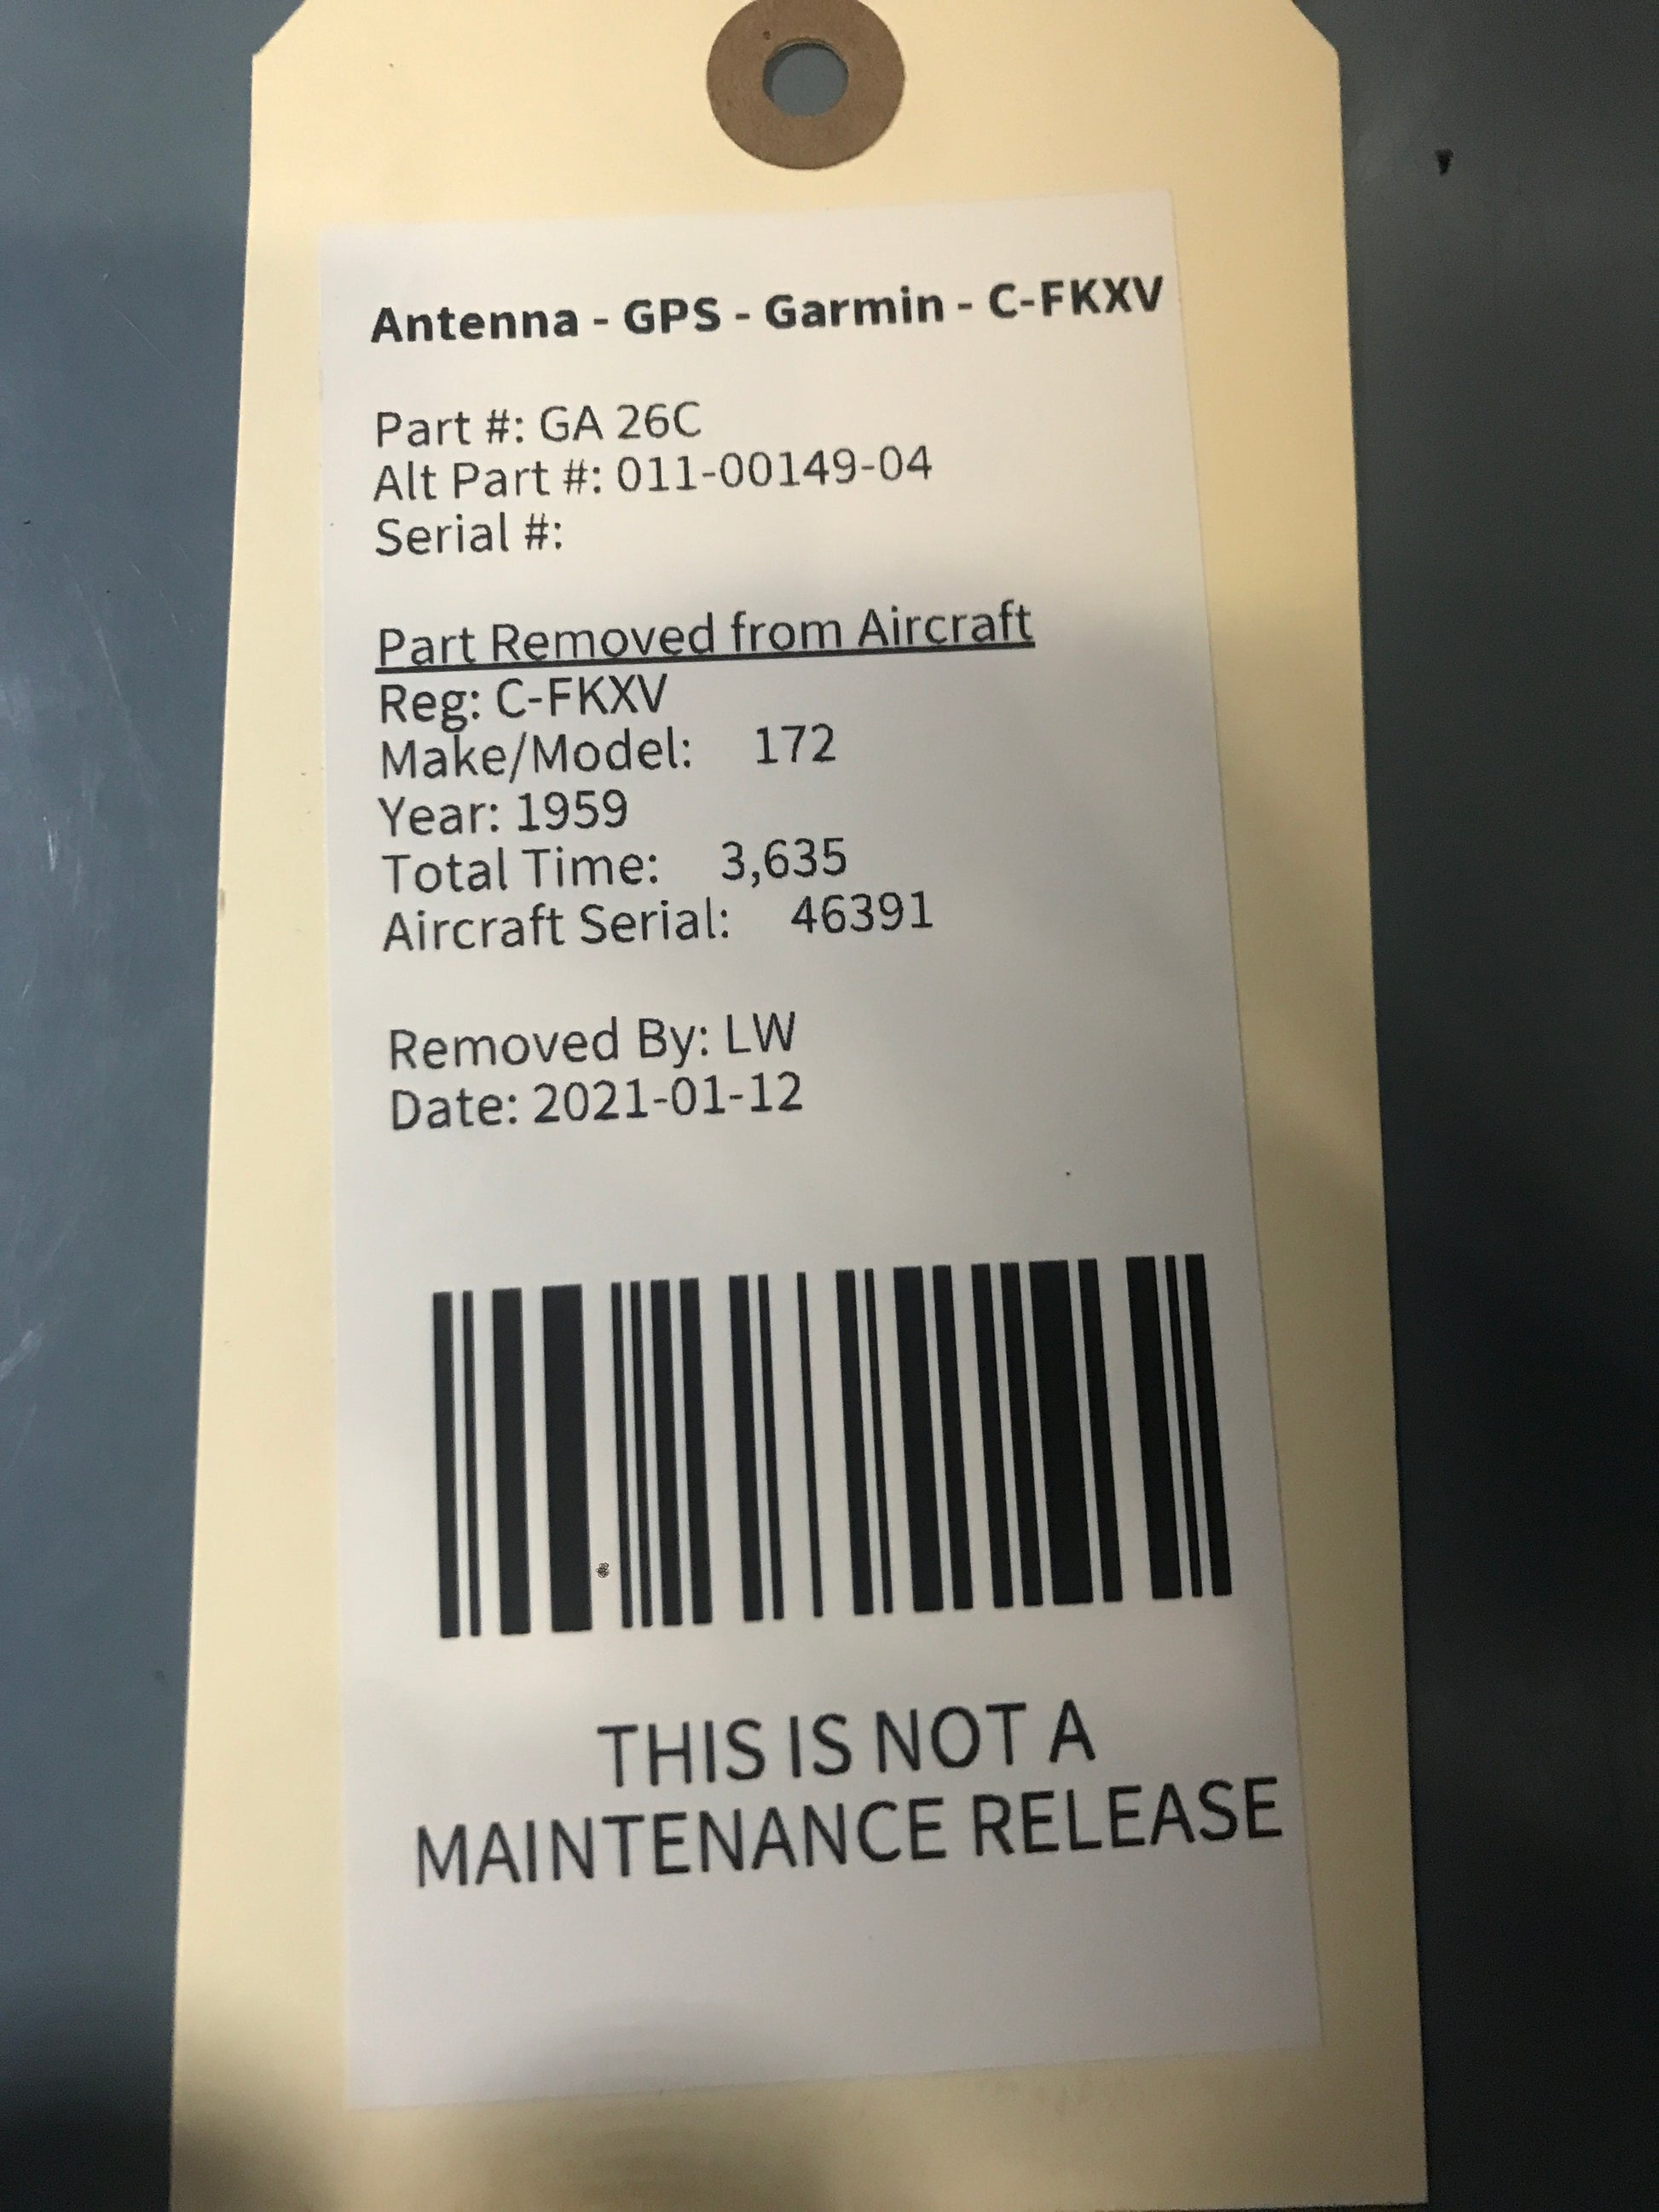 Antenna - GPS - Garmin - C-FKXV
Part #: GA 26C
Alt Part #: 011-00149-04
Serial #:
Part Removed from Aircraft
Reg: C-FKXV
Make/Model: 172
Year: 1959
Total Time: 3,635
Aircraft Serial: 46391
Removed By: LW
Date: 2021-01-12
THIS IS NOT A
MAINTENANCE RELEASE